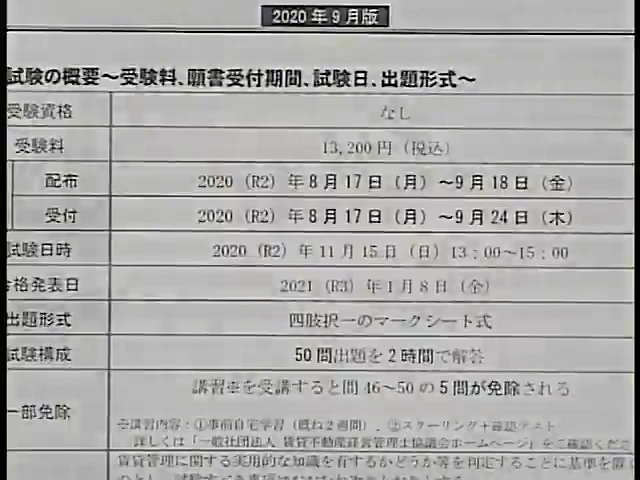 2020年9月版
試験の概要～受験料、願書受付期間、試験日、出題形式～
受験資格 なし
受験料 13,200円（税込）
配布 2020（R2）年8月17日（月）～9月18日（金）
受付 2020（R2）年8月17日（月）～9月24日（木）
試験日時 2020（R2）年11月15日（日）13：00～15：00
合格発表日 2021（R3）年1月8日（金）
出題形式 四肢択一のマークシート式
試験構成 50問出題を2時間で解答
一部免除 講習※を受講すると問46～50の5問が免除される
※講習内容：①事前自宅学習（概ね2週間）、②スクーリング+確認テスト
詳しくは「一般社団法人 賃貸不動産経営管理士協議会ホームページ」をご確認くださ
賃貸管理に関する実用的な知識を有するかどうか等を判定することに基準を置